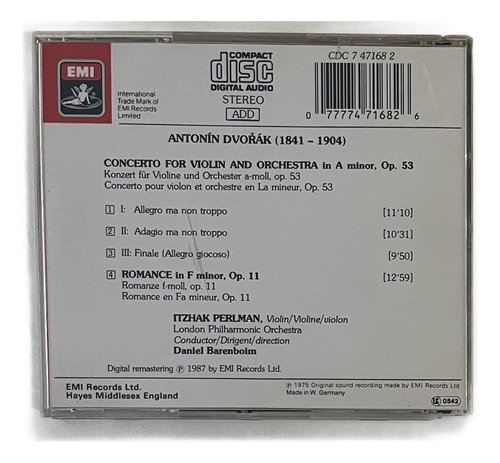 EMI
International
Trade Mark of
EMI Records
Limited
COMPACT
disc
DIGITAL AUDIO
STEREO
ADD
CDC 7 47168 2
0 77774 71682 6
ANTONÍN DVOŘÁK (1841 – 1904)
CONCERTO FOR VIOLIN AND ORCHESTRA in A minor, Op. 53
Konzert für Violine und Orchester a-moll, op. 53
Concerto pour violon et orchestre en La mineur, Op. 53
1 I: Allegro ma non troppo [11'10]
2 II: Adagio ma non troppo [10'31]
3 III: Finale (Allegro giocoso) [9'50]
4 ROMANCE in F minor, Op. 11 [12'59]
Romanze f-moll, op. 11
Romance en Fa mineur, Op. 11
ITZHAK PERLMAN, Violin/Violine/violon
London Philharmonic Orchestra
Conductor/Dirigent/direction
Daniel Barenboim
Digital remastering ℗ 1987 by EMI Records Ltd.
EMI Records Ltd.
Hayes Middlesex England
℗ 1975 Original sound recording made by EMI Records Ltd.
Made in W. Germany
LC 0542